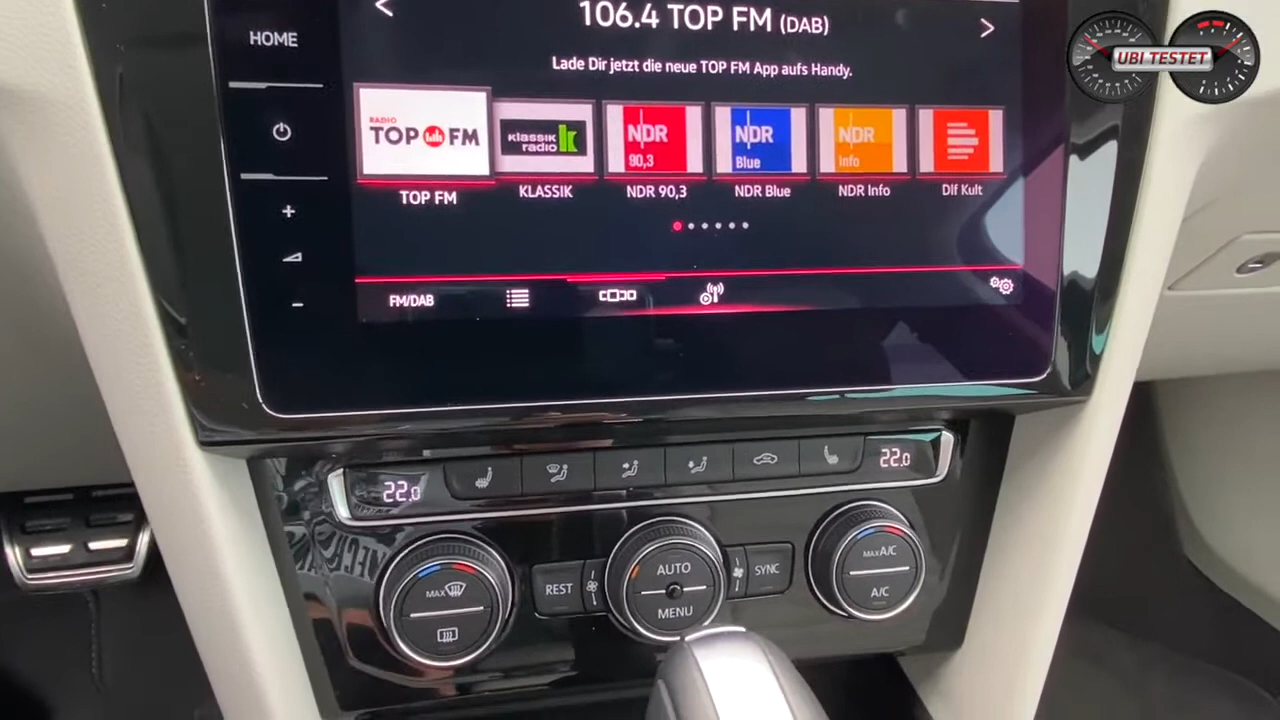 106.4 TOP FM (DAB)
Lade Dir jetzt die neue TOP FM App aufs Handy.
UBI TESTET
HOME
RADIO
TOP FM
Klassik
radio
NDR
90,3
NDR
Blue
NDR
Info
TOP FM
KLASSIK
NDR 90,3
NDR Blue
NDR Info
Dlf Kult
FM/DAB
22.0
22.0
MAX
REST
AUTO
MENU
SYNC
MAX A/C
A/C